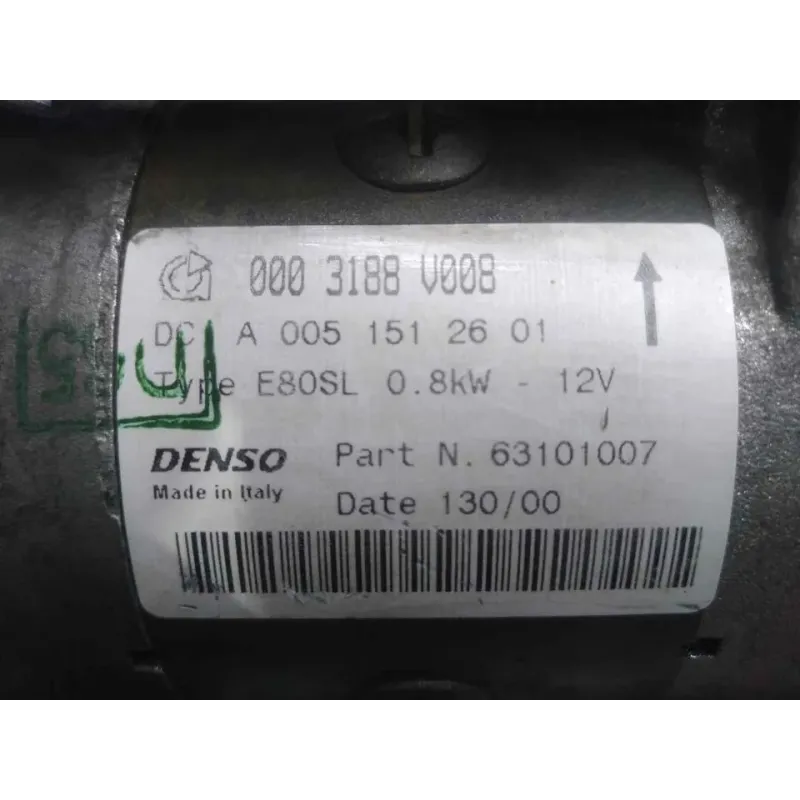 000 3188 V008
DC A 005 151 26 01
Type E80SL 0.8kW - 12V
DENSO Part N. 63101007
Made in Italy
Date 130/00